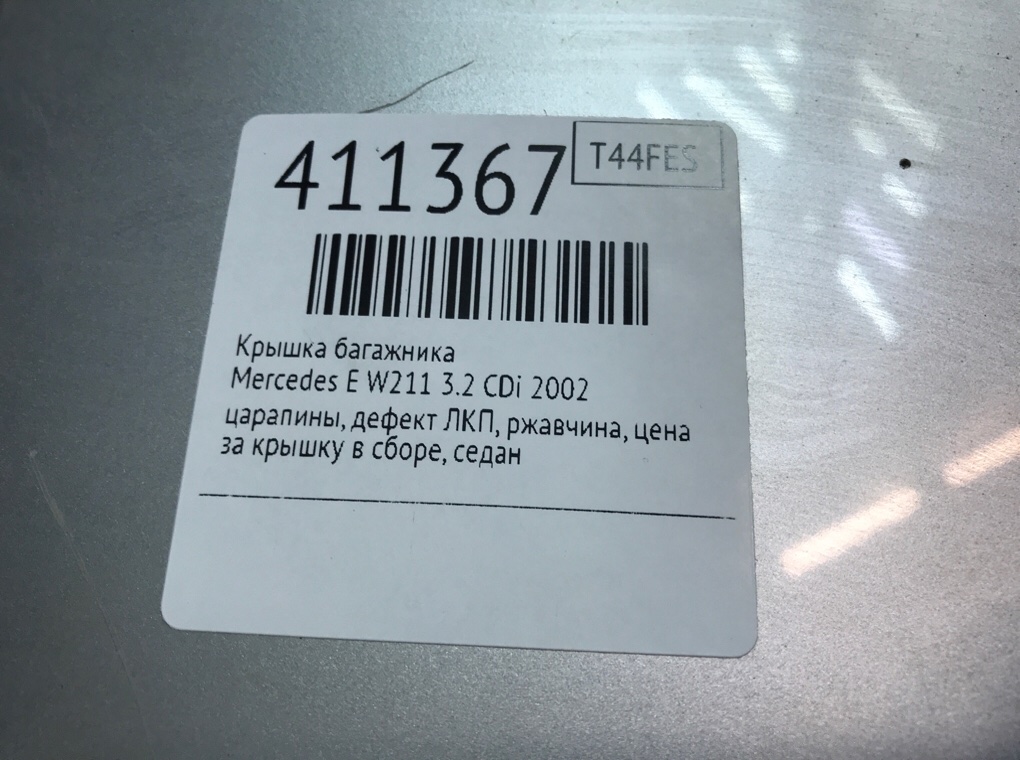 411367
T44FES
Крышка багажника
Mercedes E W211 3.2 CDi 2002
царапины, дефект ЛКП, ржавчина, цена
за крышку в сборе, седан